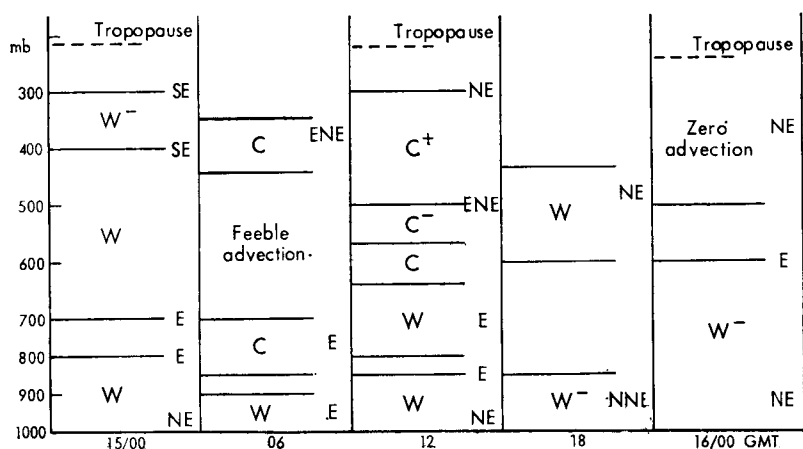 mb
300
400
500
600
700
800
900
1000
Tropopause
SE
W⁻
SE
W
E
E
W
NE
15/00
C
ENE
Feeble
advection·
C
E
W
.E
06
Tropopause
NE
C⁺
ENE
C⁻
C
W
E
E
W
NE
12
W
NE
W⁻
·NNE
18
Tropopause
NE
Zero
advection
E
W⁻
NE
16/00 GMT